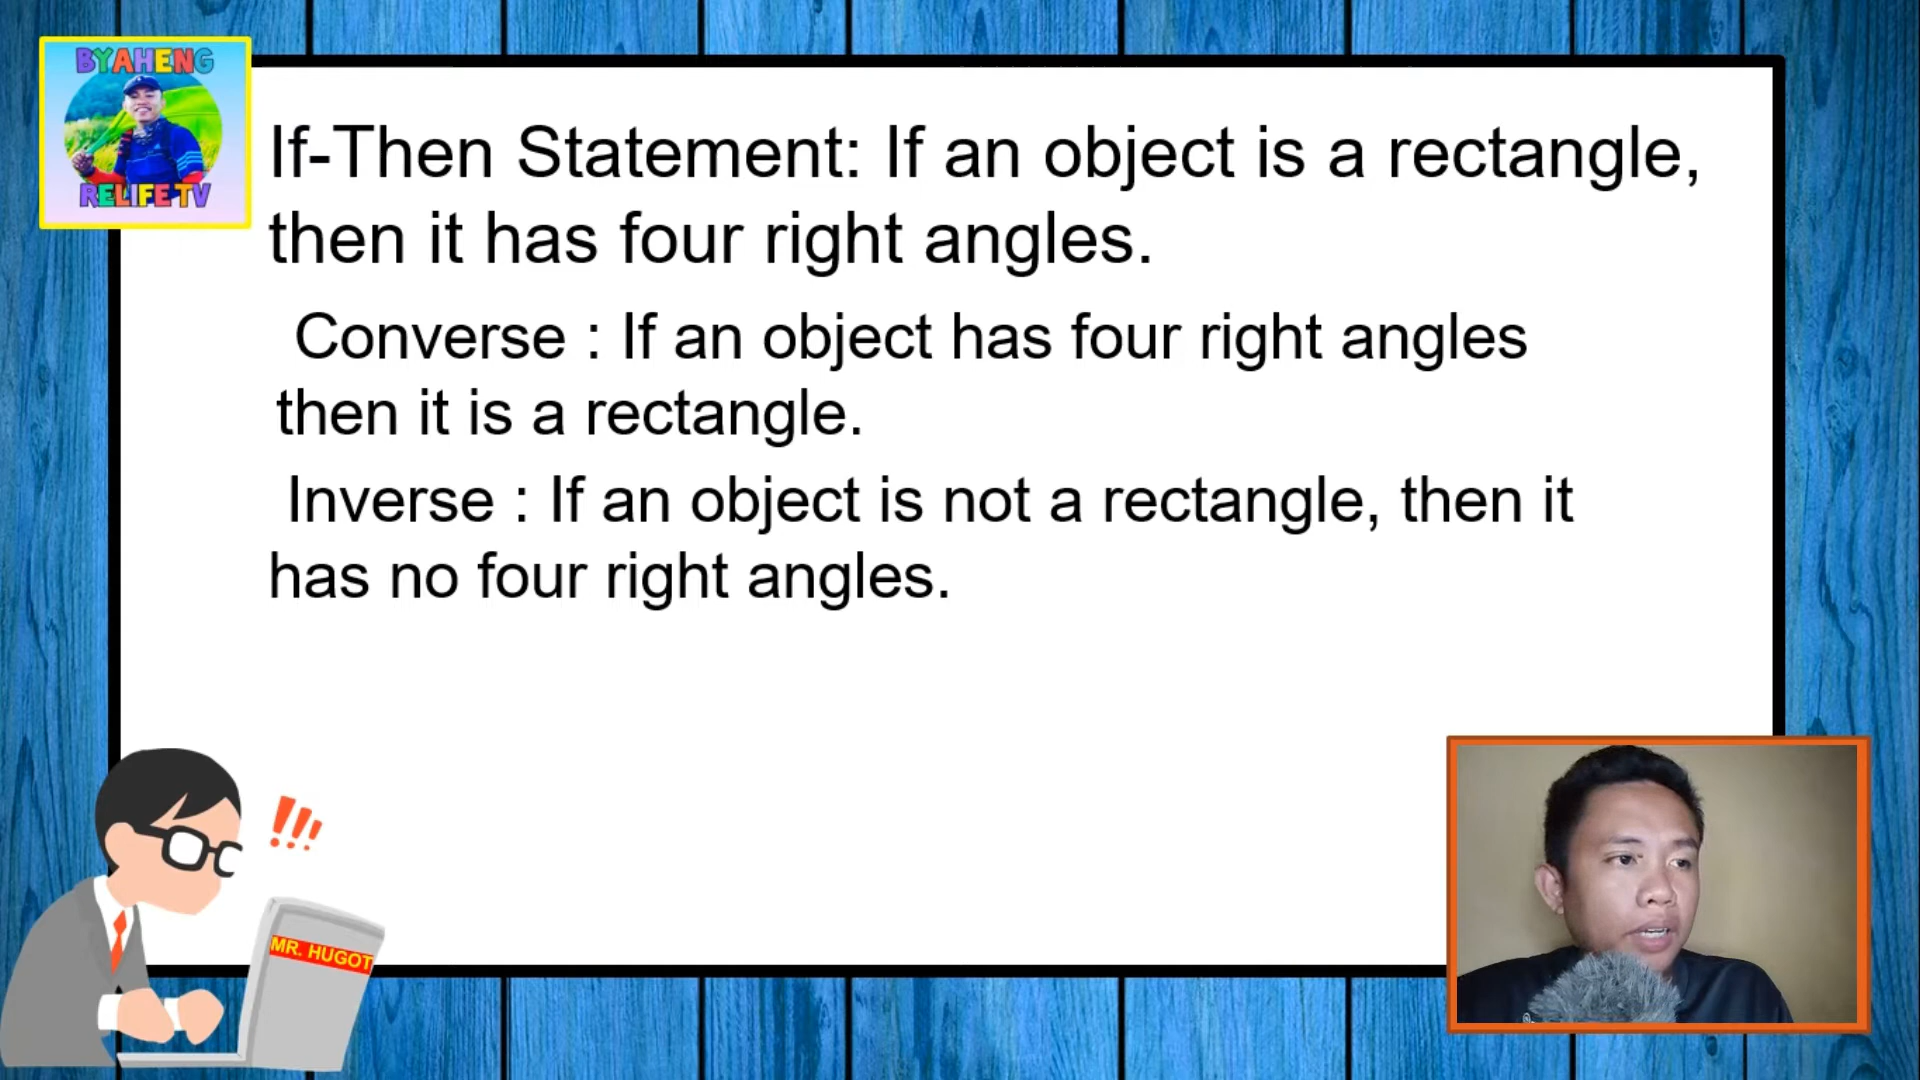 BYAHENG
RELIFE TV
If-Then Statement: If an object is a rectangle,
then it has four right angles.
Converse : If an object has four right angles
then it is a rectangle.
Inverse : If an object is not a rectangle, then it
has no four right angles.
!!!
MR. HUGOT